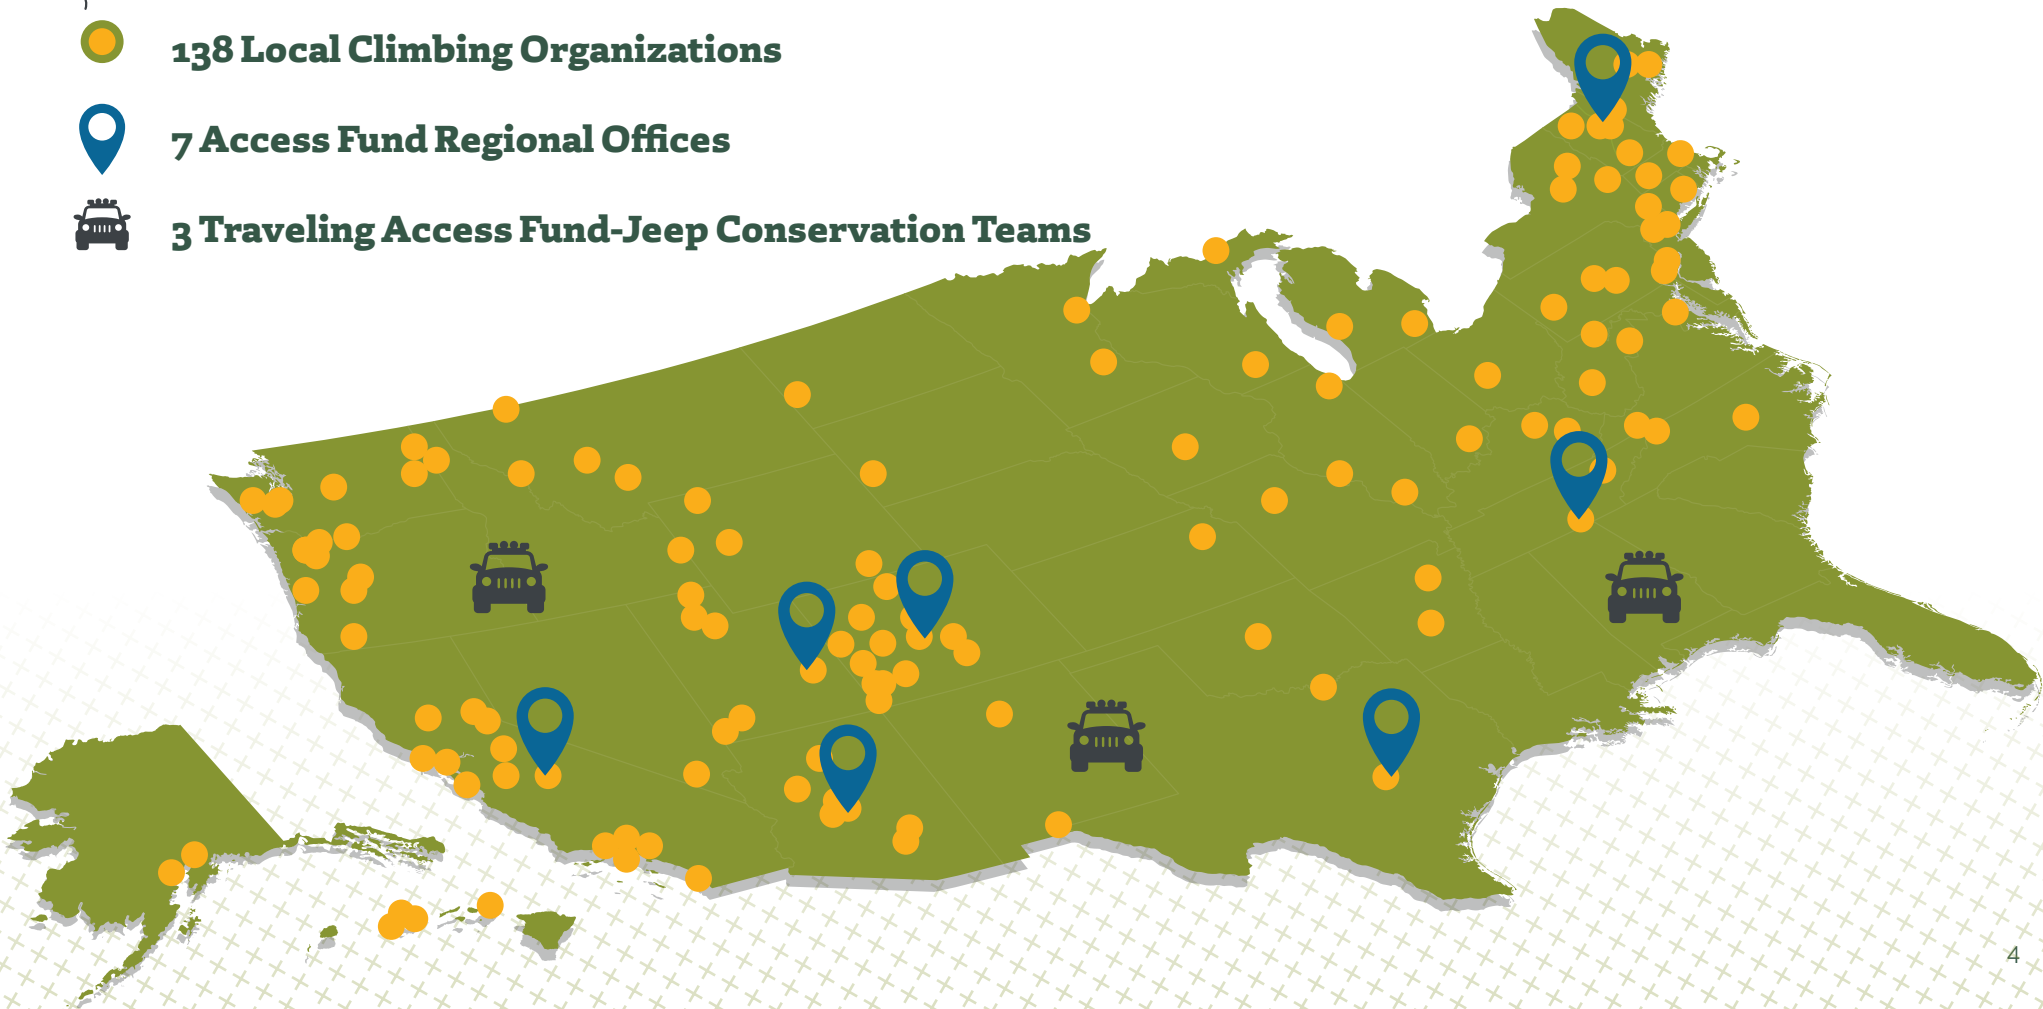 138 Local Climbing Organizations
7 Access Fund Regional Offices
3 Traveling Access Fund-Jeep Conservation Teams
4